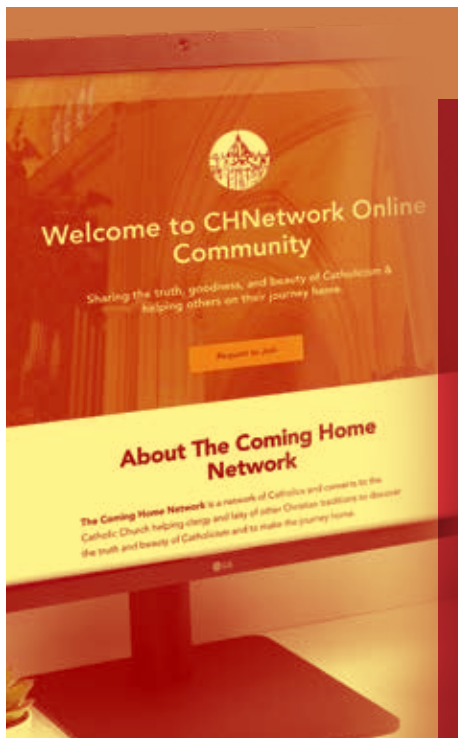 Welcome to CHNetwork Online
Community
Sharing the truth, goodness, and beauty of Catholicism &
helping others on their journey home.
Request to Join
About The Coming Home
Network
The Coming Home Network is a network of Catholics and converts to the
Catholic Church helping clergy and laity of other Christian traditions to discover
the truth and beauty of Catholicism and to make the journey home.
LG